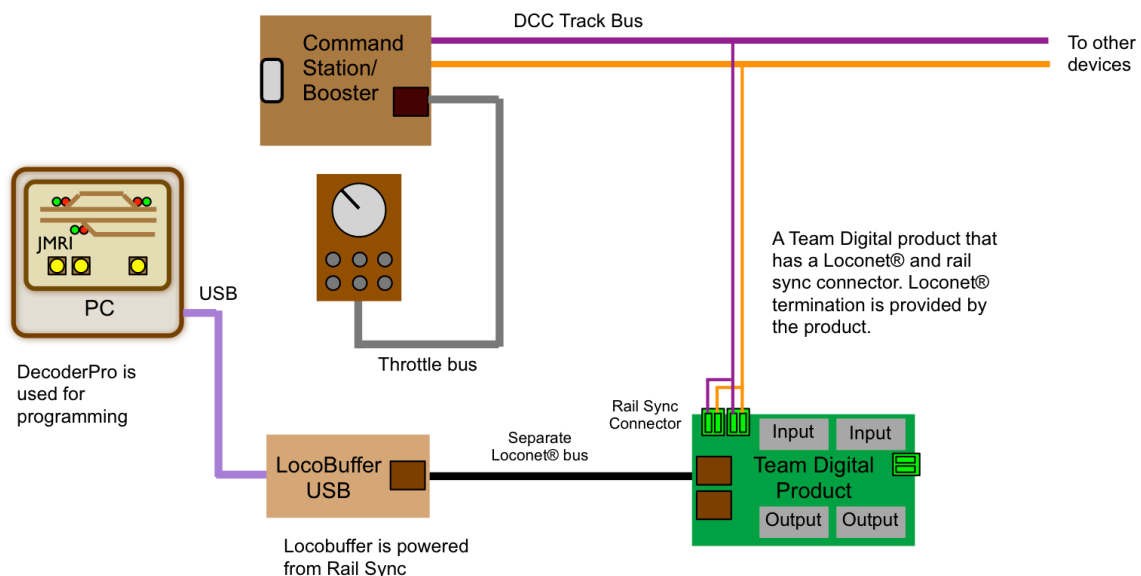 DCC Track Bus
Command
Station/
Booster
To other
devices
JMRI
PC
USB
DecoderPro is
used for
programming
Throttle bus
A Team Digital product that
has a Loconet® and rail
sync connector. Loconet®
termination is provided by
the product.
Rail Sync
Connector
Separate
Loconet® bus
LocoBuffer
USB
Locobuffer is powered
from Rail Sync
Input
Input
Team Digital
Product
Output
Output